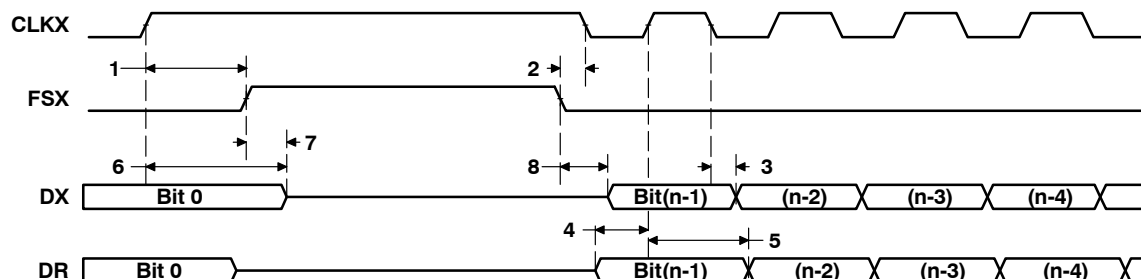 CLKX
1 2
FSX
7
6 8 3
DX Bit 0 Bit(n-1) (n-2) (n-3) (n-4)
4 5
DR Bit 0 Bit(n-1) (n-2) (n-3) (n-4)